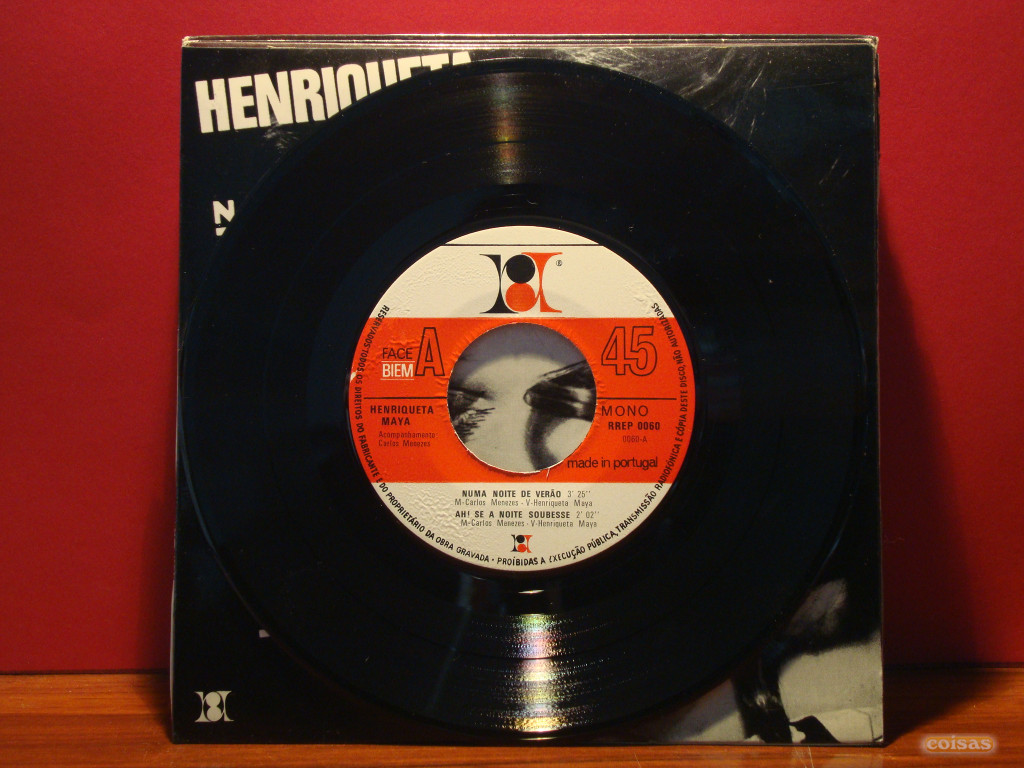 HENRIQUETA
N
®
FACE A
BIEM
45
HENRIQUETA
MAYA
Acompanhamento
Carlos Menezes
MONO
RREP 0060
0060-A
made in portugal
NUMA NOITE DE VERÃO 3' 25''
M-Carlos Menezes - V-Henriqueta Maya
AH! SE A NOITE SOUBESSE 2' 02''
M-Carlos Menezes - V-Henriqueta Maya
RESERVADOS TODOS OS DIREITOS DO FABRICANTE E DO PROPRIETÁRIO DA OBRA GRAVADA • PROÍBIDAS A EXECUÇÃO PÚBLICA, TRANSMISSÃO RADIOFÓNICA E CÓPIA DESTE DISCO, NÃO AUTORIZADAS
coisas